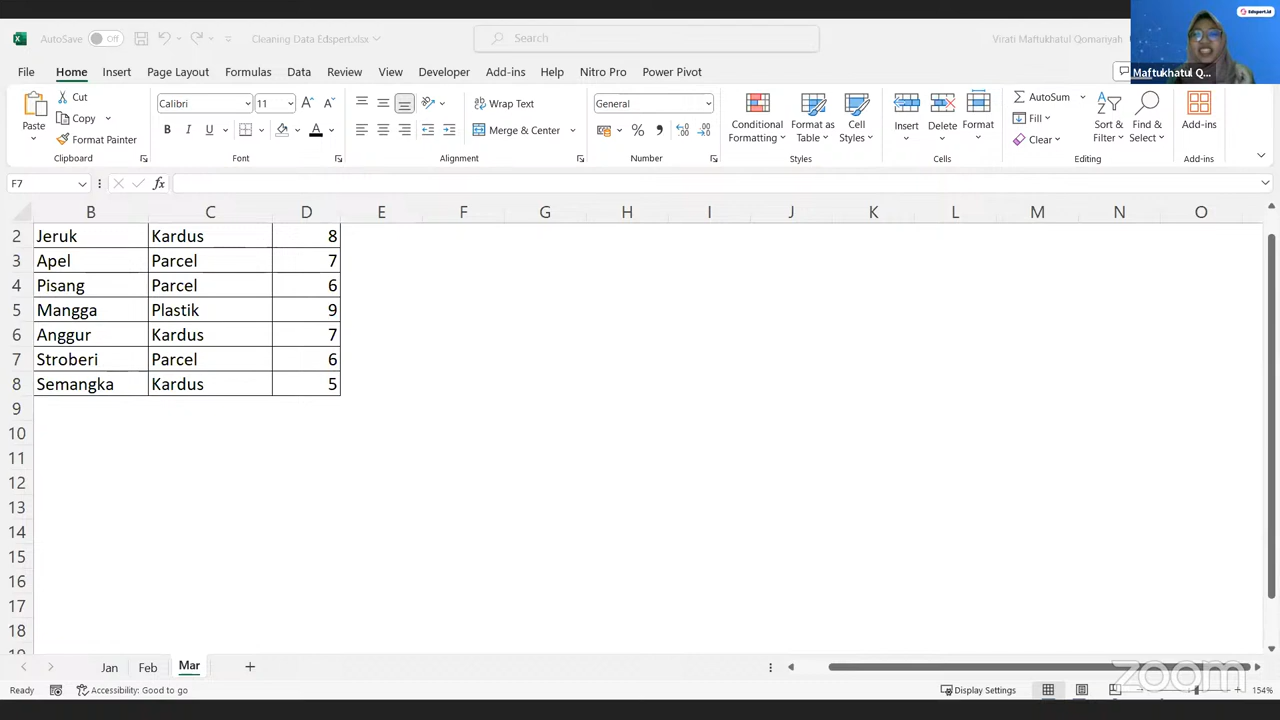 AutoSave Off Cleaning Data Edspert.xlsx Search Virati Maftukhatul Qomariyah
Edspert.id
Maftukhatul Q...
File Home Insert Page Layout Formulas Data Review View Developer Add-ins Help Nitro Pro Power Pivot
Paste Cut Copy Format Painter
Calibri 11
B I U A
Wrap Text
Merge & Center
General
% ,
Conditional Formatting Format as Table Cell Styles
Insert Delete Format
AutoSum
Fill
Clear
Sort & Filter Find & Select
Add-ins
Clipboard Font Alignment Number Styles Cells Editing Add-ins
F7 fx
B C D E F G H I J K L M N O
2 Jeruk Kardus 8
3 Apel Parcel 7
4 Pisang Parcel 6
5 Mangga Plastik 9
6 Anggur Kardus 7
7 Stroberi Parcel 6
8 Semangka Kardus 5
9
10
11
12
13
14
15
16
17
18
Jan Feb Mar +
zoom
Ready Accessibility: Good to go Display Settings 154%